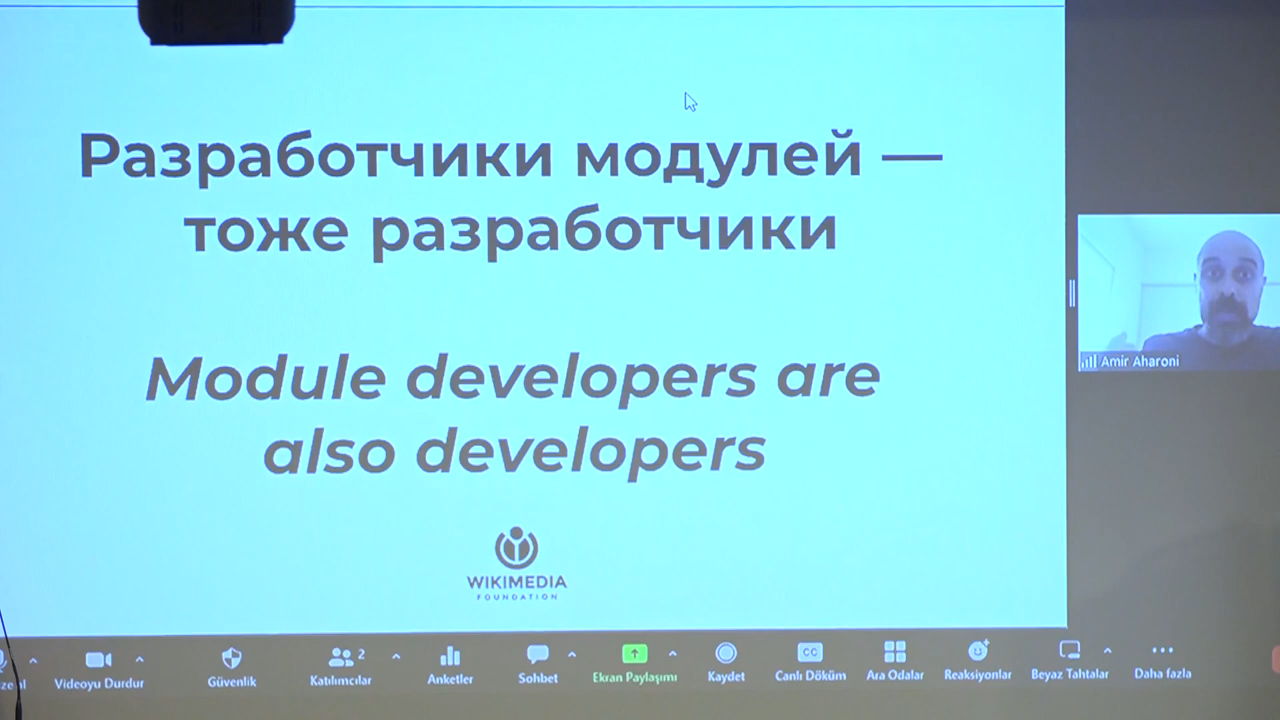 Разработчики модулей —
тоже разработчики
Module developers are
also developers
WIKIMEDIA
FOUNDATION
Amir Aharoni
Videoyu Durdur
Güvenlik
2
Katılımcılar
Anketler
Sohbet
Ekran Paylaşımı
Kaydet
CC
Canlı Döküm
Ara Odalar
Reaksiyonlar
Beyaz Tahtalar
Daha fazla